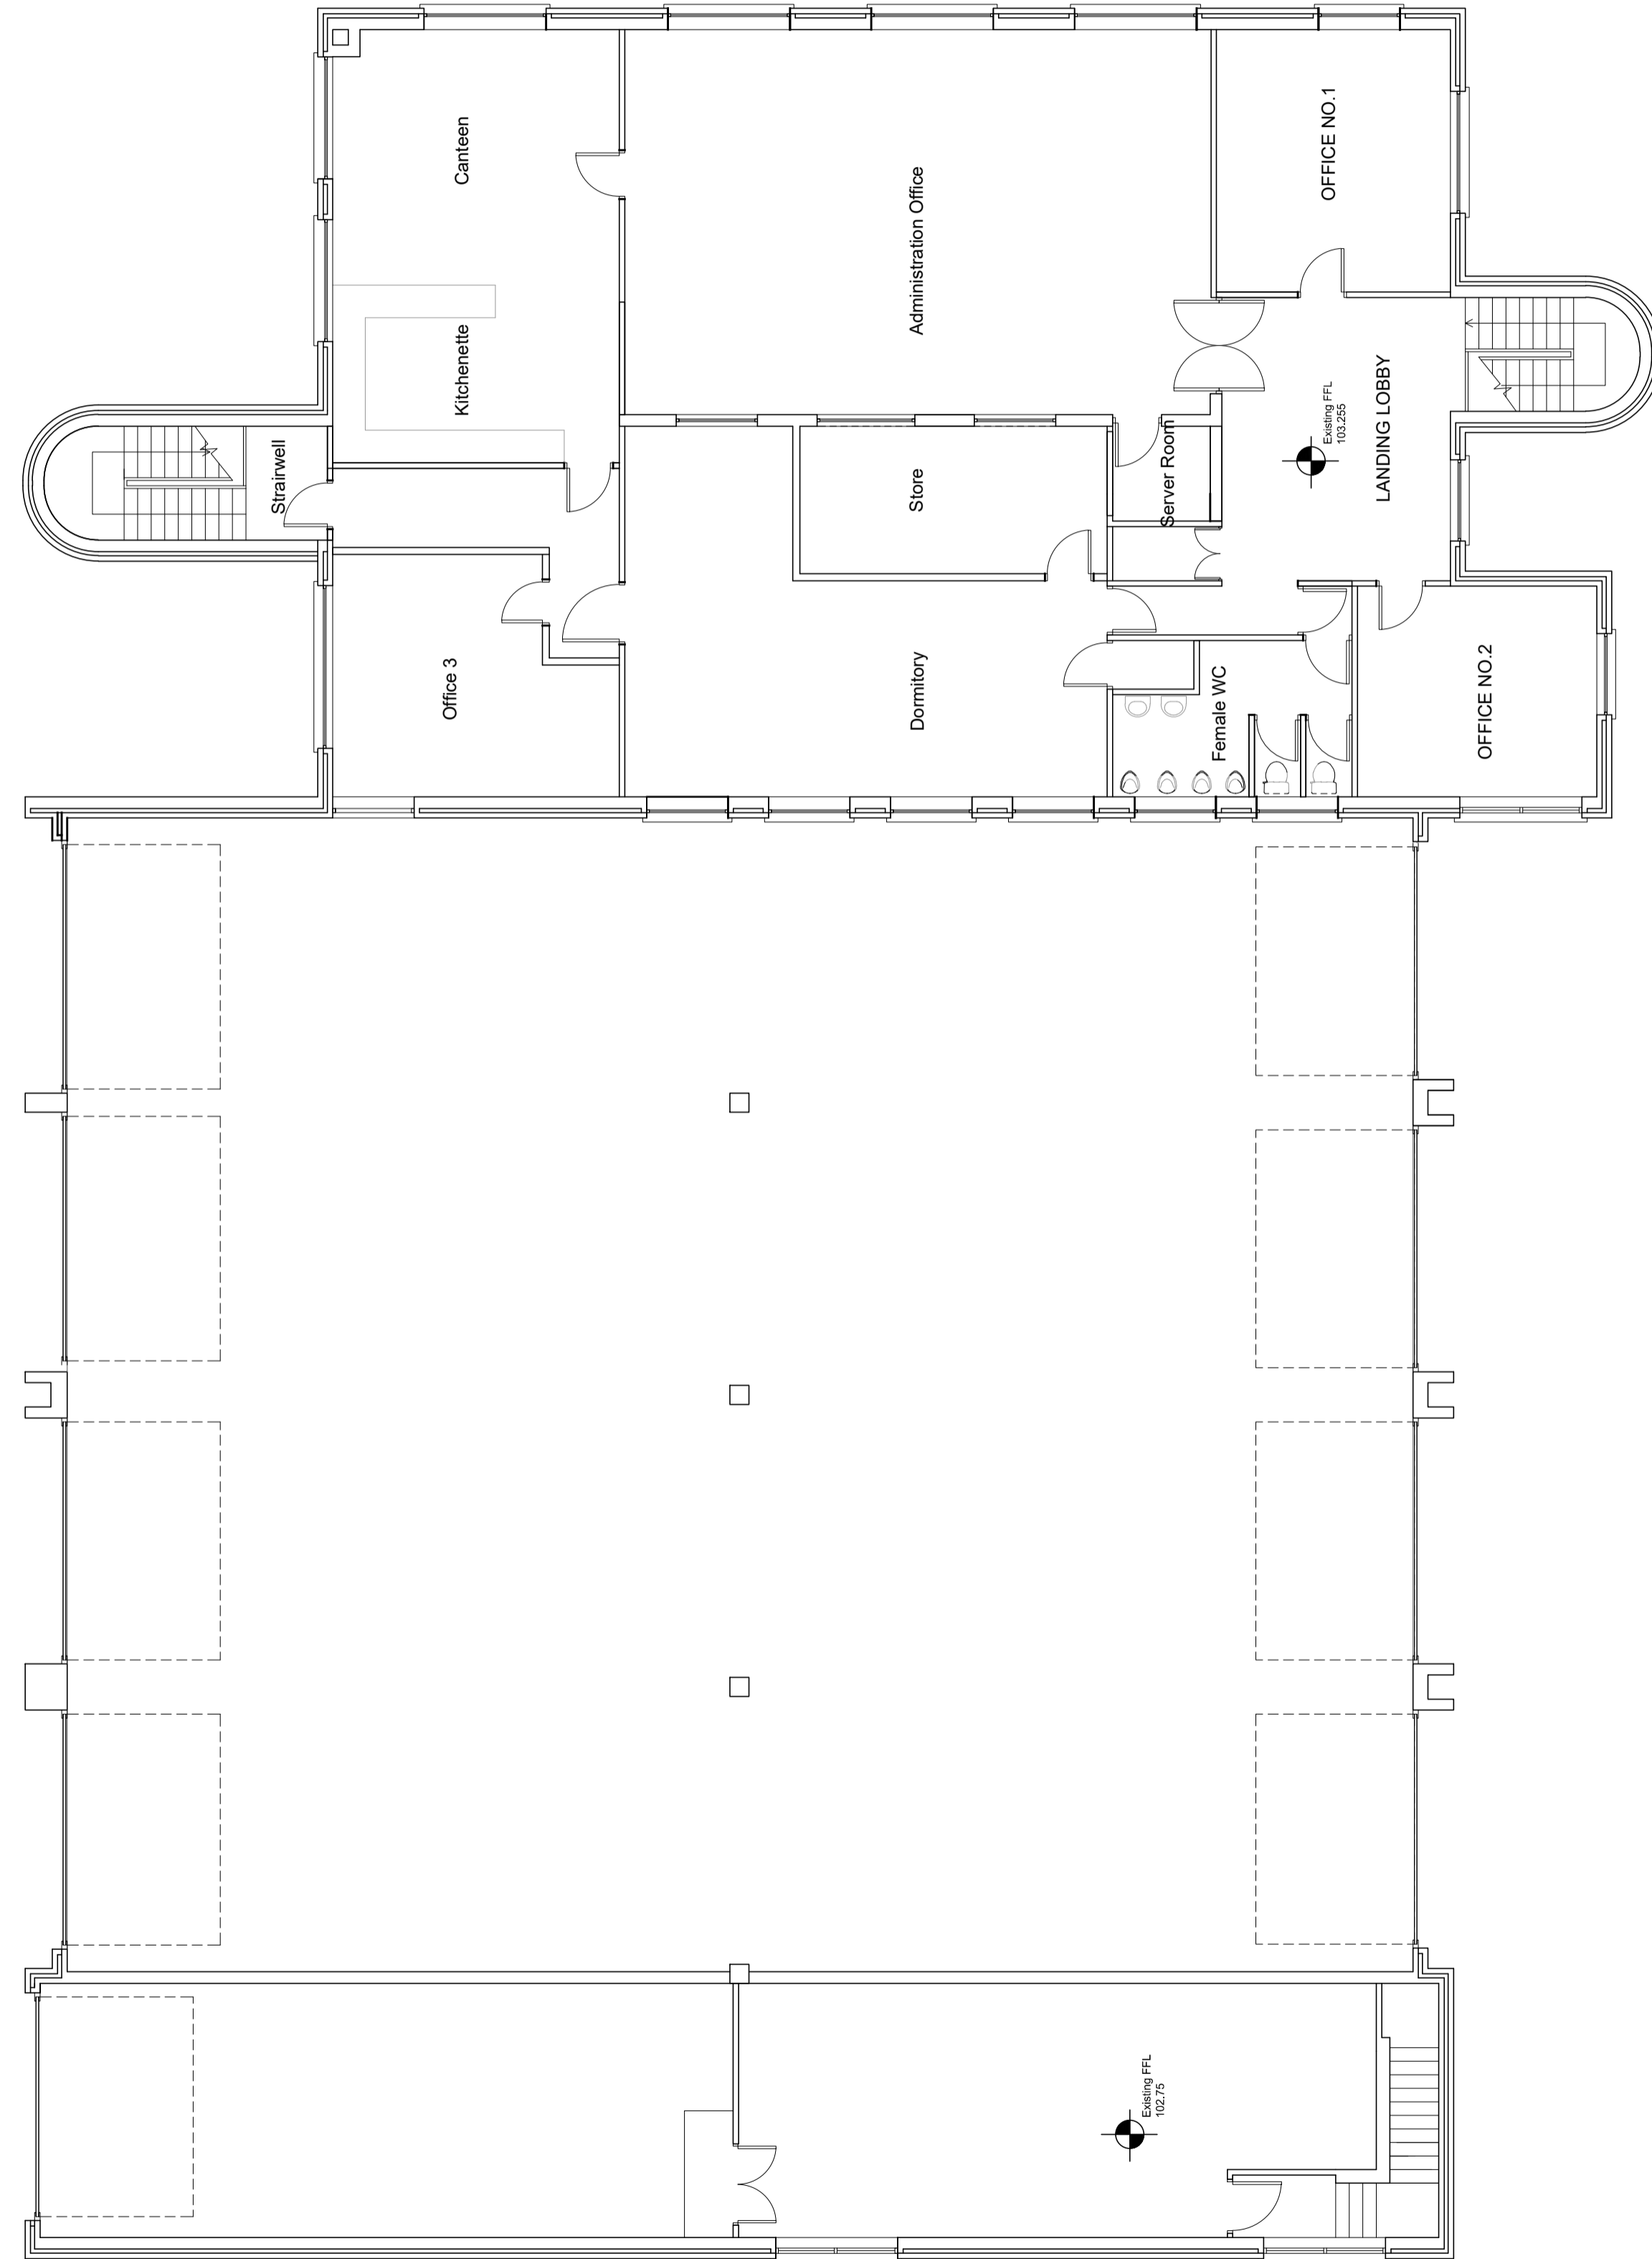 Canteen
Kitchenette
Strairwell
Office 3
Administration Office
Store
Dormitory
Server Room
Female WC
OFFICE NO.1
LANDING LOBBY
Existing FFL
103.255
OFFICE NO.2
Existing FFL
102.75